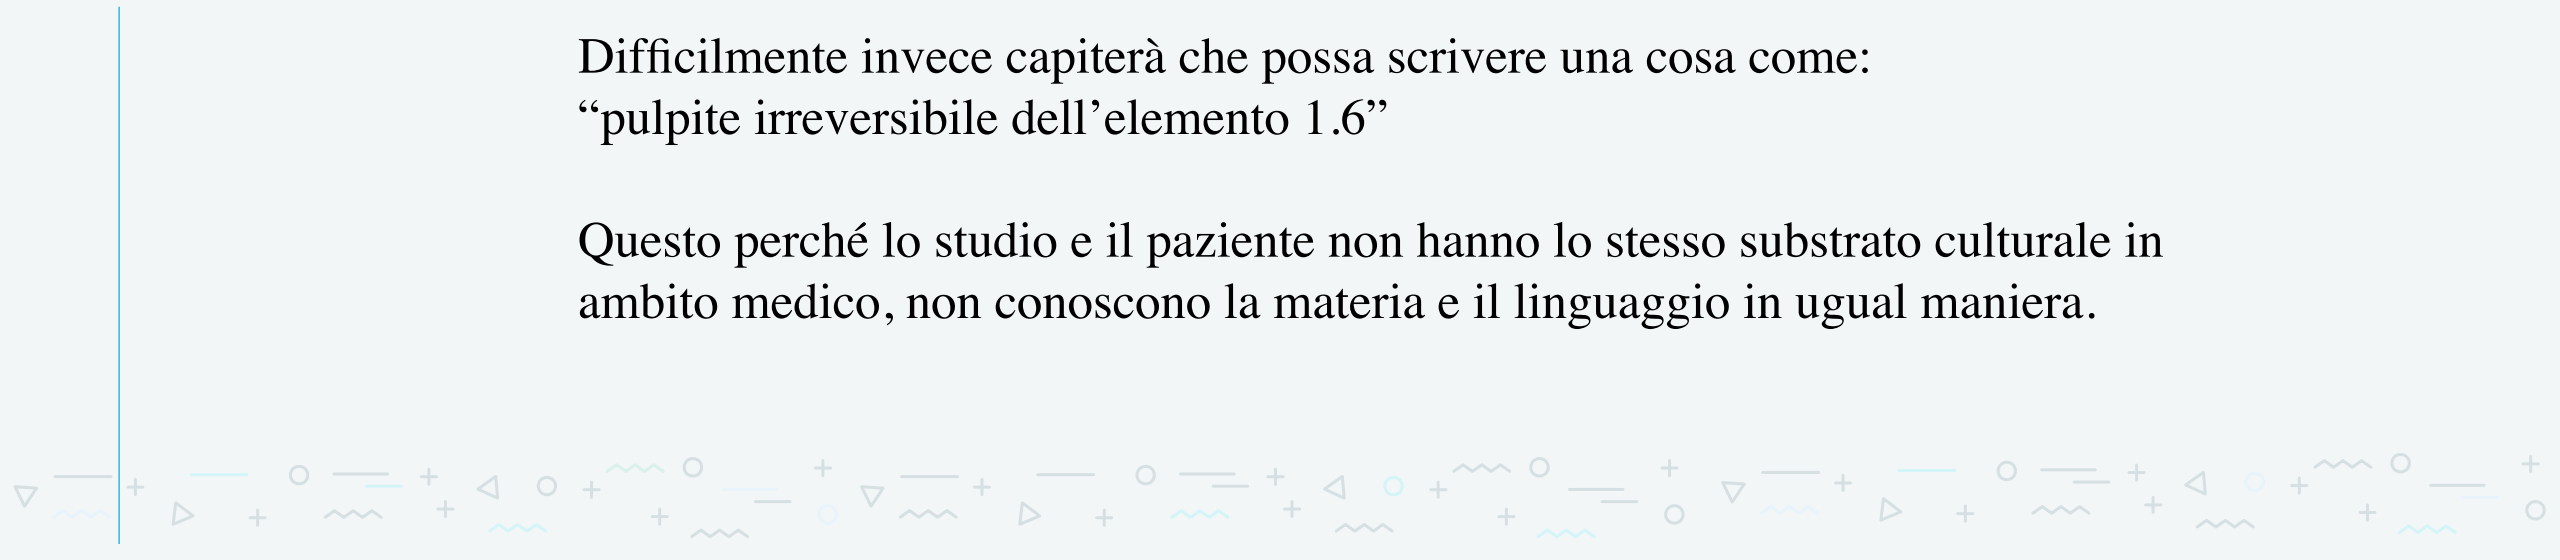 Difficilmente invece capiterà che possa scrivere una cosa come:
“pulpite irreversibile dell’elemento 1.6”
Questo perché lo studio e il paziente non hanno lo stesso substrato culturale in
ambito medico, non conoscono la materia e il linguaggio in ugual maniera.